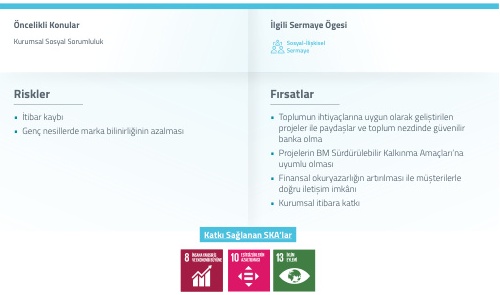 Öncelikli Konular
Kurumsal Sosyal Sorumluluk
İlgili Sermaye Ögesi
Sosyal-İlişkisel
Sermaye
Riskler
• İtibar kaybı
• Genç nesillerde marka bilinirliğinin azalması
Fırsatlar
• Toplumun ihtiyaçlarına uygun olarak geliştirilen
projeler ile paydaşlar ve toplum nezdinde güvenilir
banka olma
• Projelerin BM Sürdürülebilir Kalkınma Amaçları'na
uyumlu olması
• Finansal okuryazarlığın artırılması ile müşterilerle
doğru iletişim imkânı
• Kurumsal itibara katkı
Katkı Sağlanan SKA'lar
8 İNSANA YAKIŞIR İŞ
VE EKONOMİK BÜYÜME
10 EŞİTSİZLİKLERİN
AZALTILMASI
13 İKLİM
EYLEMİ